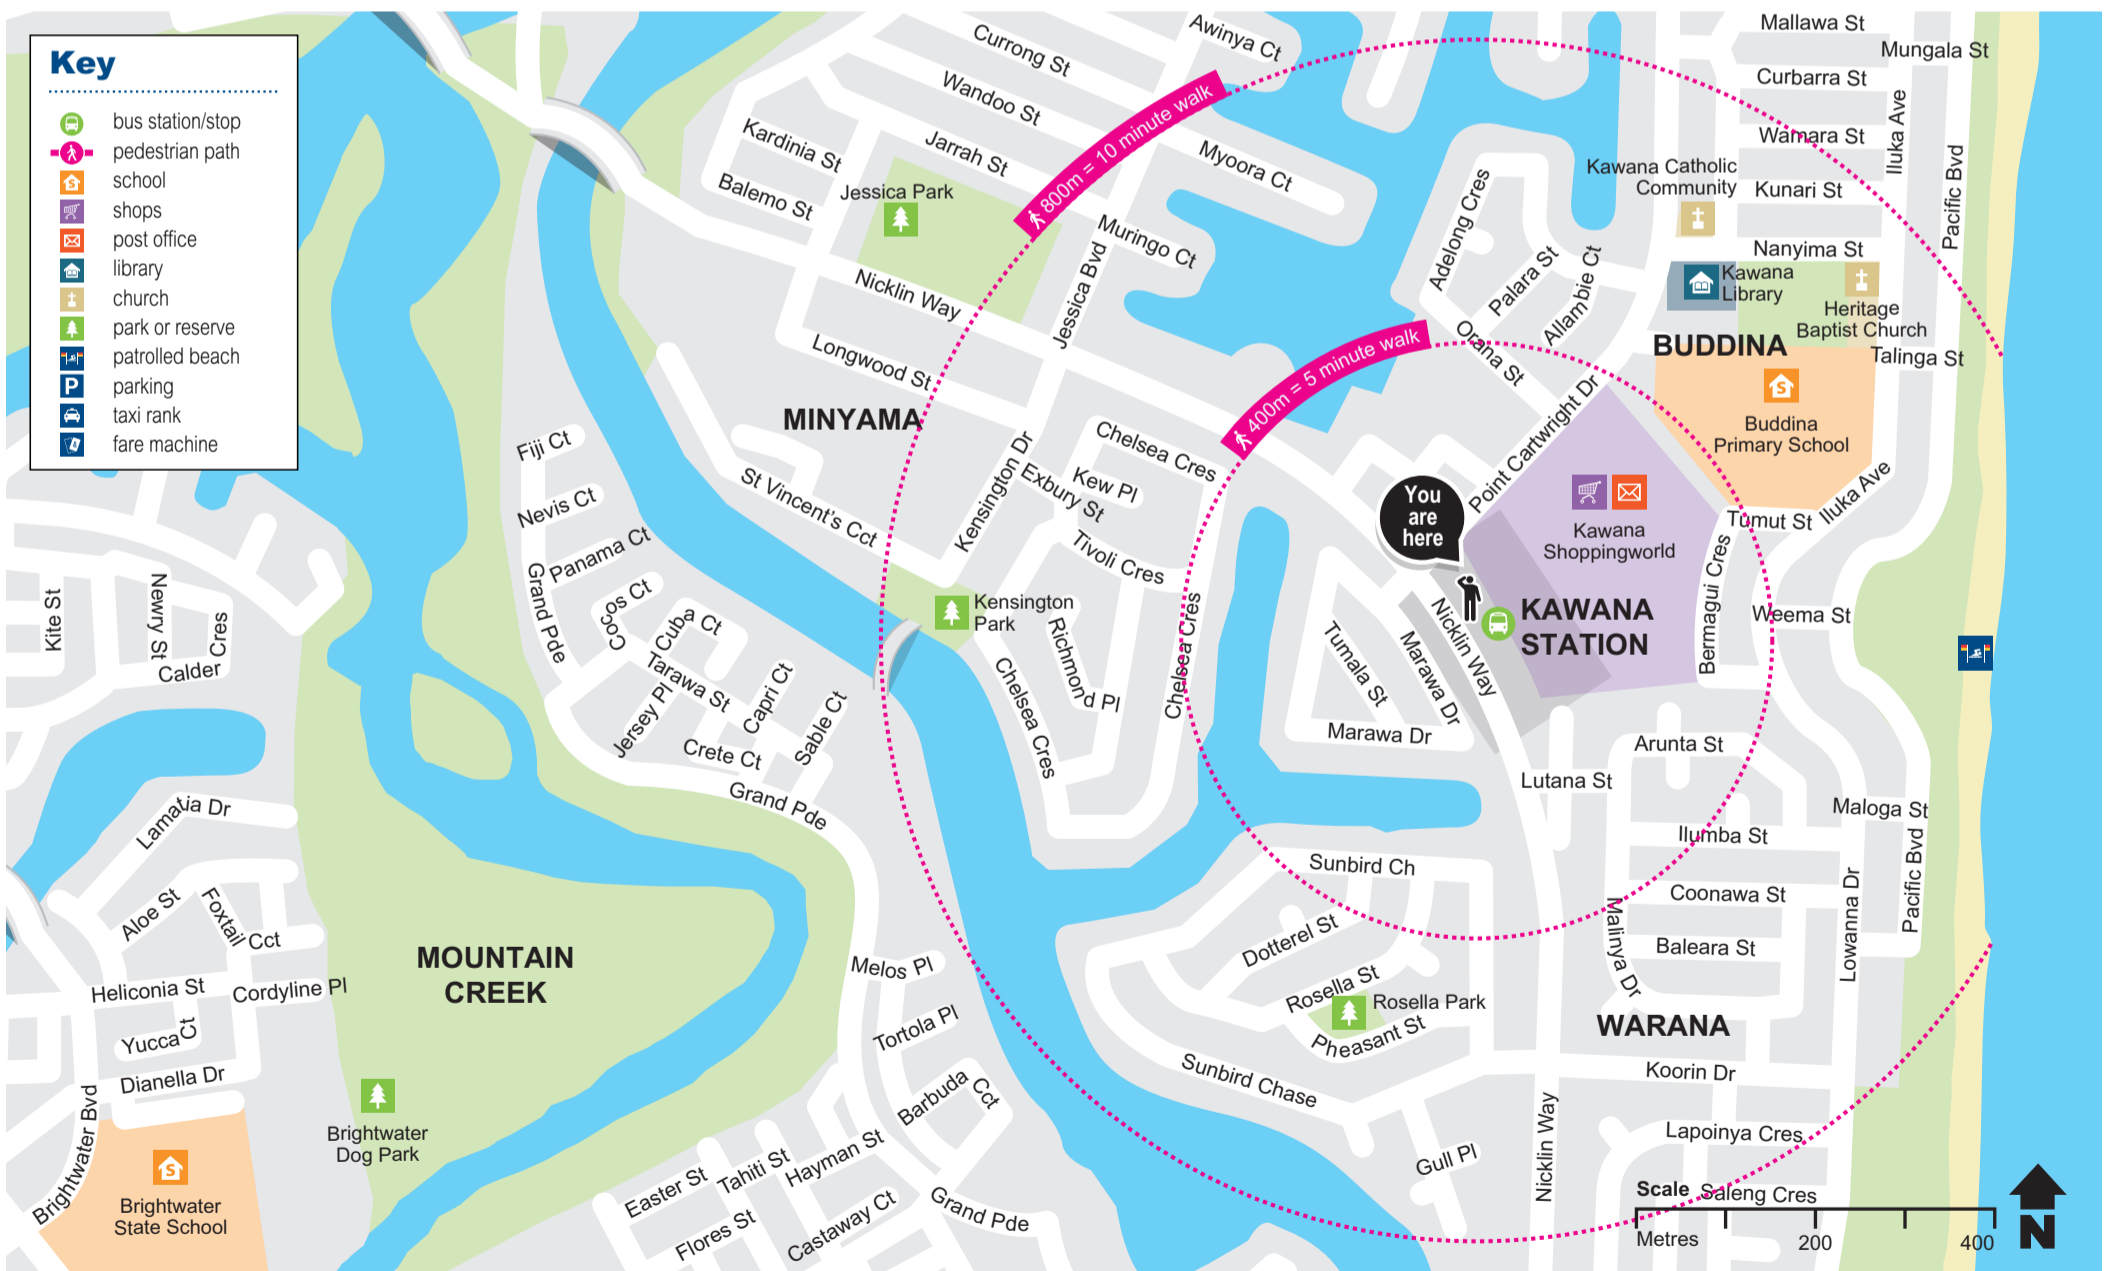 Key
bus station/stop
pedestrian path
school
shops
post office
library
church
park or reserve
patrolled beach
P parking
taxi rank
fare machine
Awinya Ct
Currong St
Wandoo St
Jarrah St
Kardinia St
Balemo St
Jessica Park
Myoora Ct
Muringo Ct
800m = 10 minute walk
Jessica Bvd
Nicklin Way
Longwood St
MINYAMA
Mallawa St
Mungala St
Curbarra St
Iluka Ave
Wamara St
Pacific Bvd
Kawana Catholic
Community
Kunari St
Nanyima St
Kawana
Library
Heritage
Baptist Church
BUDDINA
Talinga St
Adelong Cres
Palara St
Allambie Ct
Orana St
400m = 5 minute walk
Point Cartwright Dr
S
Buddina
Primary School
Iluka Ave
Tumut St
Chelsea Cres
Kew Pl
Exbury St
Kensington Dr
Tivoli Cres
St Vincent's Cct
Kensington
Park
Richmond Pl
Chelsea Cres
Chelsea Cres
You
are
here
Kawana
Shoppingworld
KAWANA
STATION
Bermagui Cres
Weema St
Nicklin Way
Marawa Dr
Tumala St
Marawa Dr
Fiji Ct
Nevis Ct
Panama Ct
Cocos Ct
Cuba Ct
Grand Pde
Tarawa St
Jersey Pl
Capri Ct
Sable Ct
Crete Ct
Grand Pde
Kite St
Newry St
Calder Cres
Lamatia Dr
Aloe St
Foxtail Cct
Heliconia St
Cordyline Pl
Yucca Ct
Dianella Dr
Brightwater Bvd
S
Brightwater
State School
MOUNTAIN
CREEK
Brightwater
Dog Park
Arunta St
Lutana St
Maloga St
Ilumba St
Pacific Bvd
Coonawa St
Lowanna Dr
Malinya Dr
Baleara St
WARANA
Koorin Dr
Sunbird Ch
Dotterel St
Rosella St
Rosella Park
Pheasant St
Sunbird Chase
Gull Pl
Nicklin Way
Lapoinya Cres
Saleng Cres
Melos Pl
Tortola Pl
Barbuda Cct
Hayman St
Tahiti St
Easter St
Flores St
Castaway Ct
Grand Pde
Scale
Metres 200 400
N